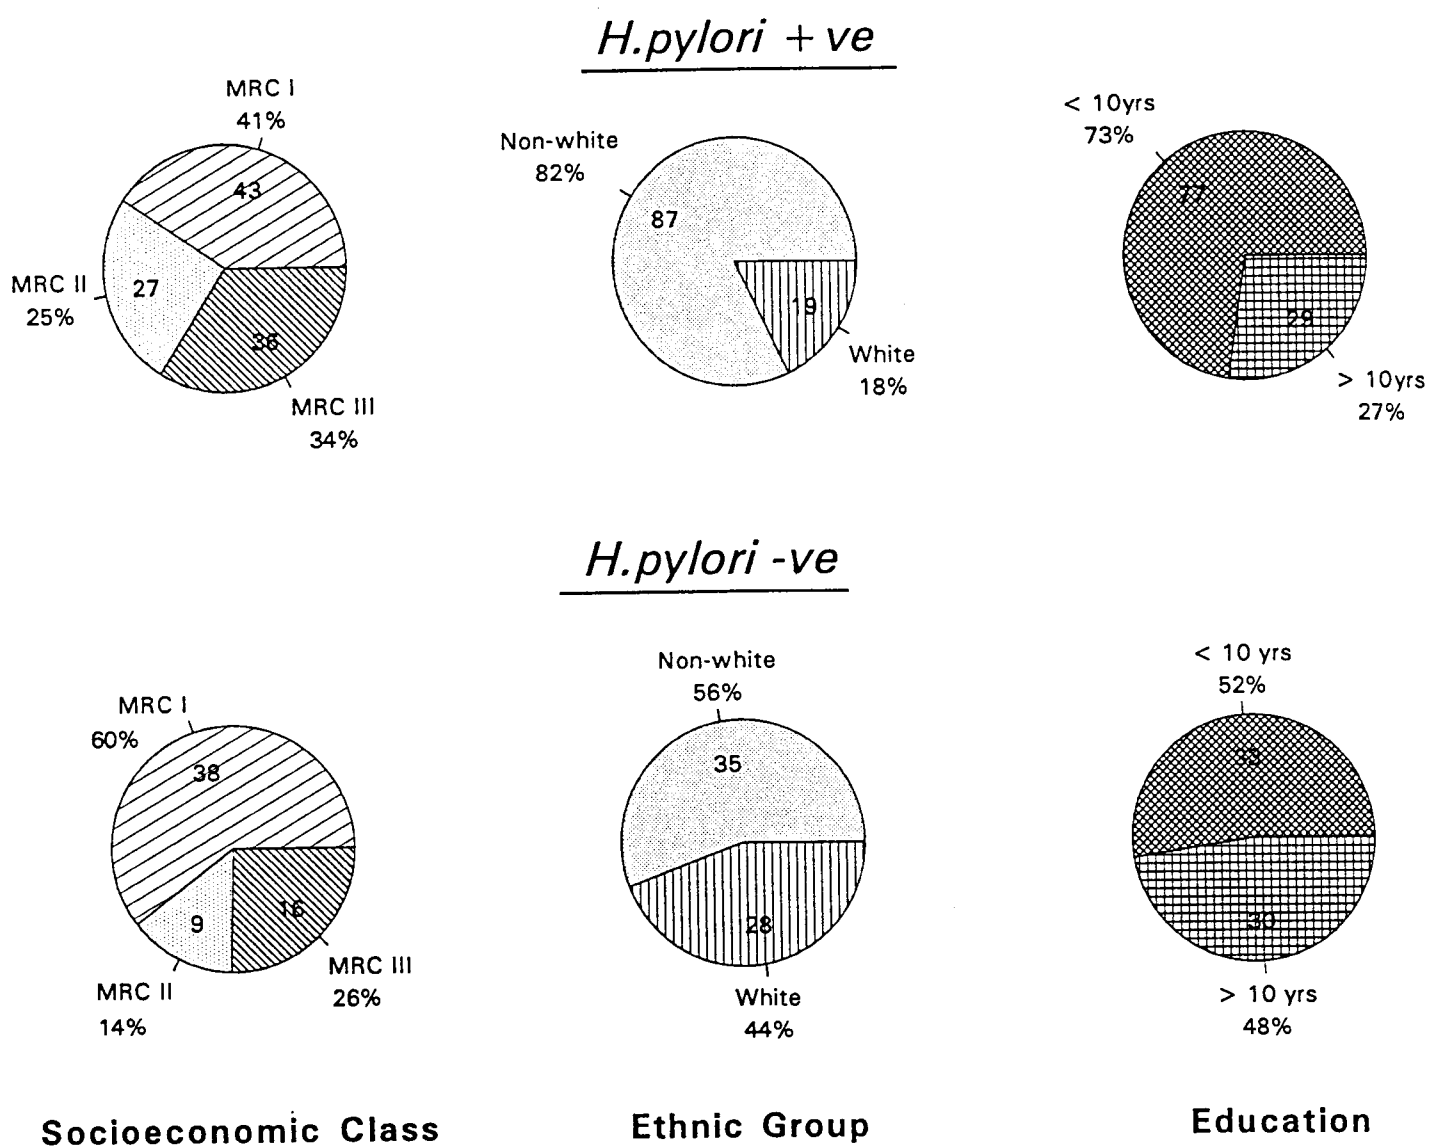 H.pylori +ve
MRC I
41%
43
MRC II
25%
27
36
MRC III
34%
Non-white
82%
87
19
White
18%
< 10yrs
73%
77
29
> 10yrs
27%
H.pylori -ve
MRC I
60%
38
9
16
MRC II
14%
MRC III
26%
Non-white
56%
35
28
White
44%
< 10 yrs
52%
33
30
> 10 yrs
48%
Socioeconomic Class
Ethnic Group
Education